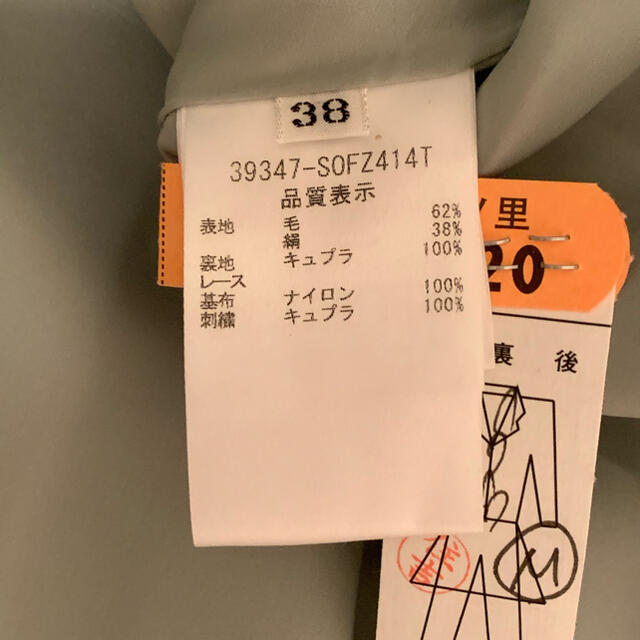 38
39347-SOFZ414T
品質表示
表地 毛 62%
絹 38%
裏地 キュプラ 100%
レース
基布 ナイロン 100%
刺繍 キュプラ 100%
里
20
裏 後
M